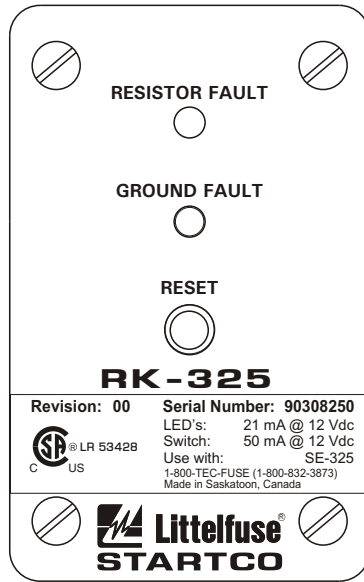 RESISTOR FAULT
GROUND FAULT
RESET
RK-325
Revision: 00
Serial Number: 90308250
LED's: 21 mA @ 12 Vdc
Switch: 50 mA @ 12 Vdc
Use with: SE-325
1-800-TEC-FUSE (1-800-832-3873)
Made in Saskatoon, Canada
SA ® LR 53428
C US
Littelfuse®
STARTCO